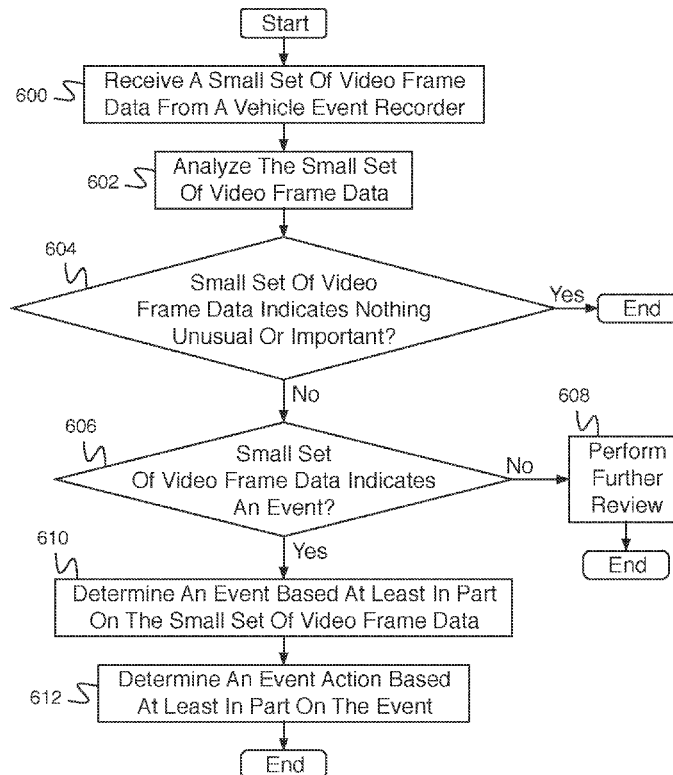 Start
600
Receive A Small Set Of Video Frame
Data From A Vehicle Event Recorder
602
Analyze The Small Set
Of Video Frame Data
604
Small Set Of Video
Frame Data Indicates Nothing
Unusual Or Important?
Yes
End
No
606
Small Set
Of Video Frame Data Indicates
An Event?
No
608
Perform
Further
Review
End
Yes
610
Determine An Event Based At Least In Part
On The Small Set Of Video Frame Data
612
Determine An Event Action Based
At Least In Part On The Event
End